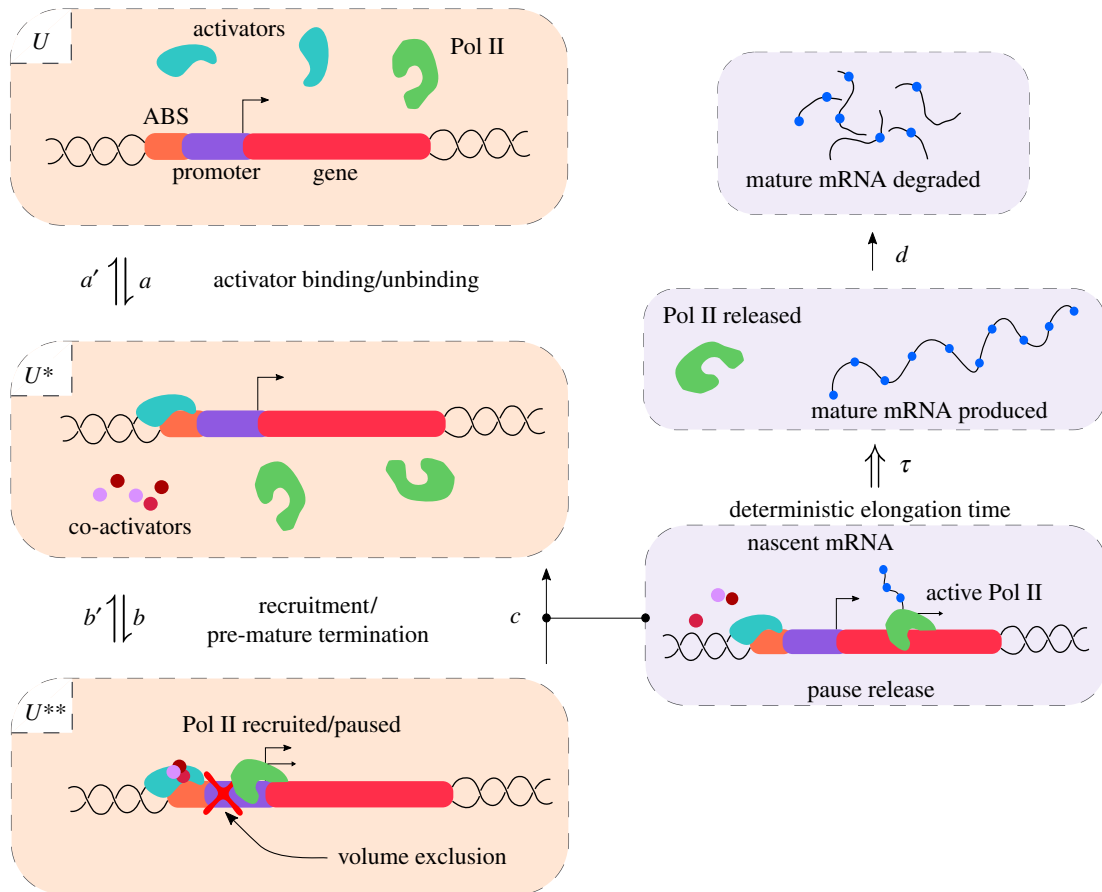 U
activators
Pol II
ABS
promoter
gene
a′
a
activator binding/unbinding
U*
co-activators
b′
b
recruitment/
pre-mature termination
c
U**
Pol II recruited/paused
volume exclusion
mature mRNA degraded
d
Pol II released
mature mRNA produced
τ
deterministic elongation time
nascent mRNA
active Pol II
pause release